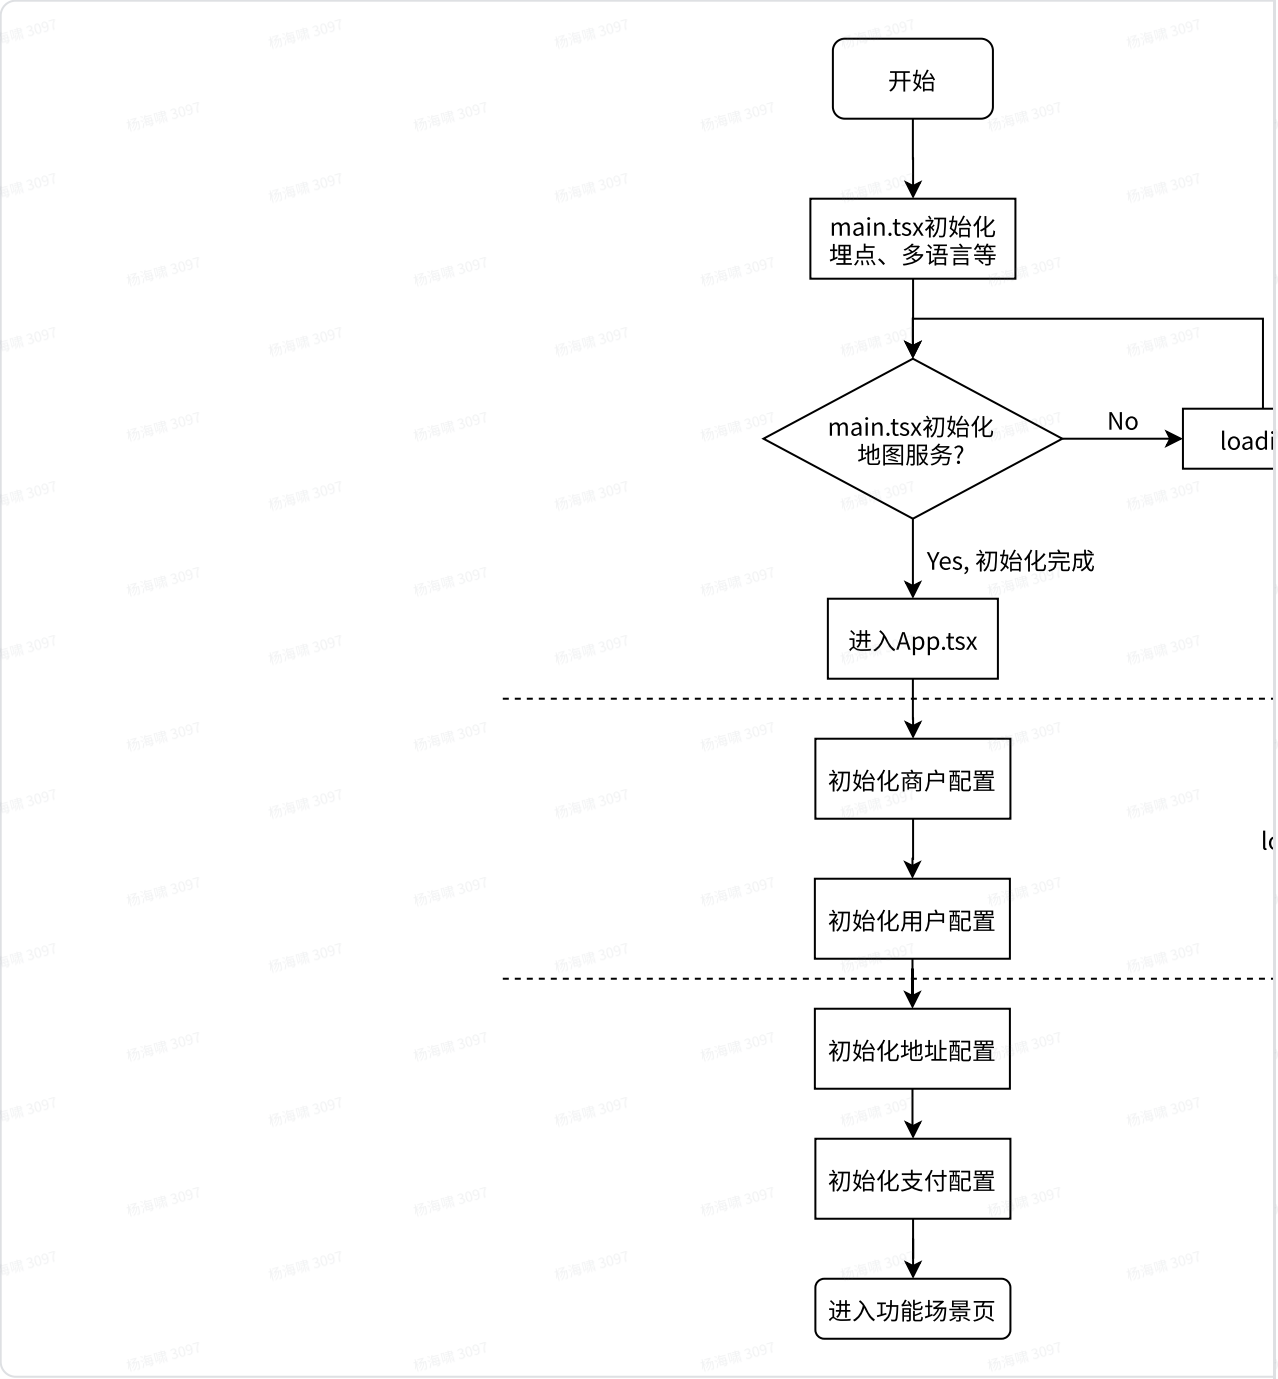 开始
main.tsx初始化
埋点、多语言等
main.tsx初始化
地图服务?
No
Yes, 初始化完成
进入App.tsx
初始化商户配置
初始化用户配置
初始化地址配置
初始化支付配置
进入功能场景页